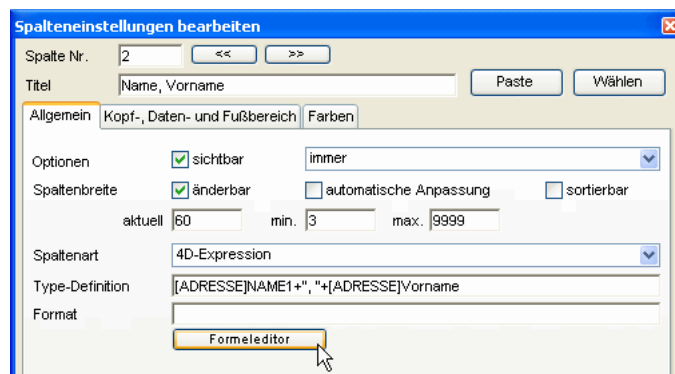 Spalteneinstellungen bearbeiten
Spalte Nr. 2 << >>
Titel Name, Vorname Paste Wählen
Allgemein Kopf-, Daten- und Fußbereich Farben
Optionen sichtbar immer
Spaltenbreite änderbar automatische Anpassung sortierbar
aktuell 60 min. 3 max. 9999
Spaltenart 4D-Expression
Type-Definition [ADRESSE]NAME1+", "+[ADRESSE]Vorname
Format
Formeleditor